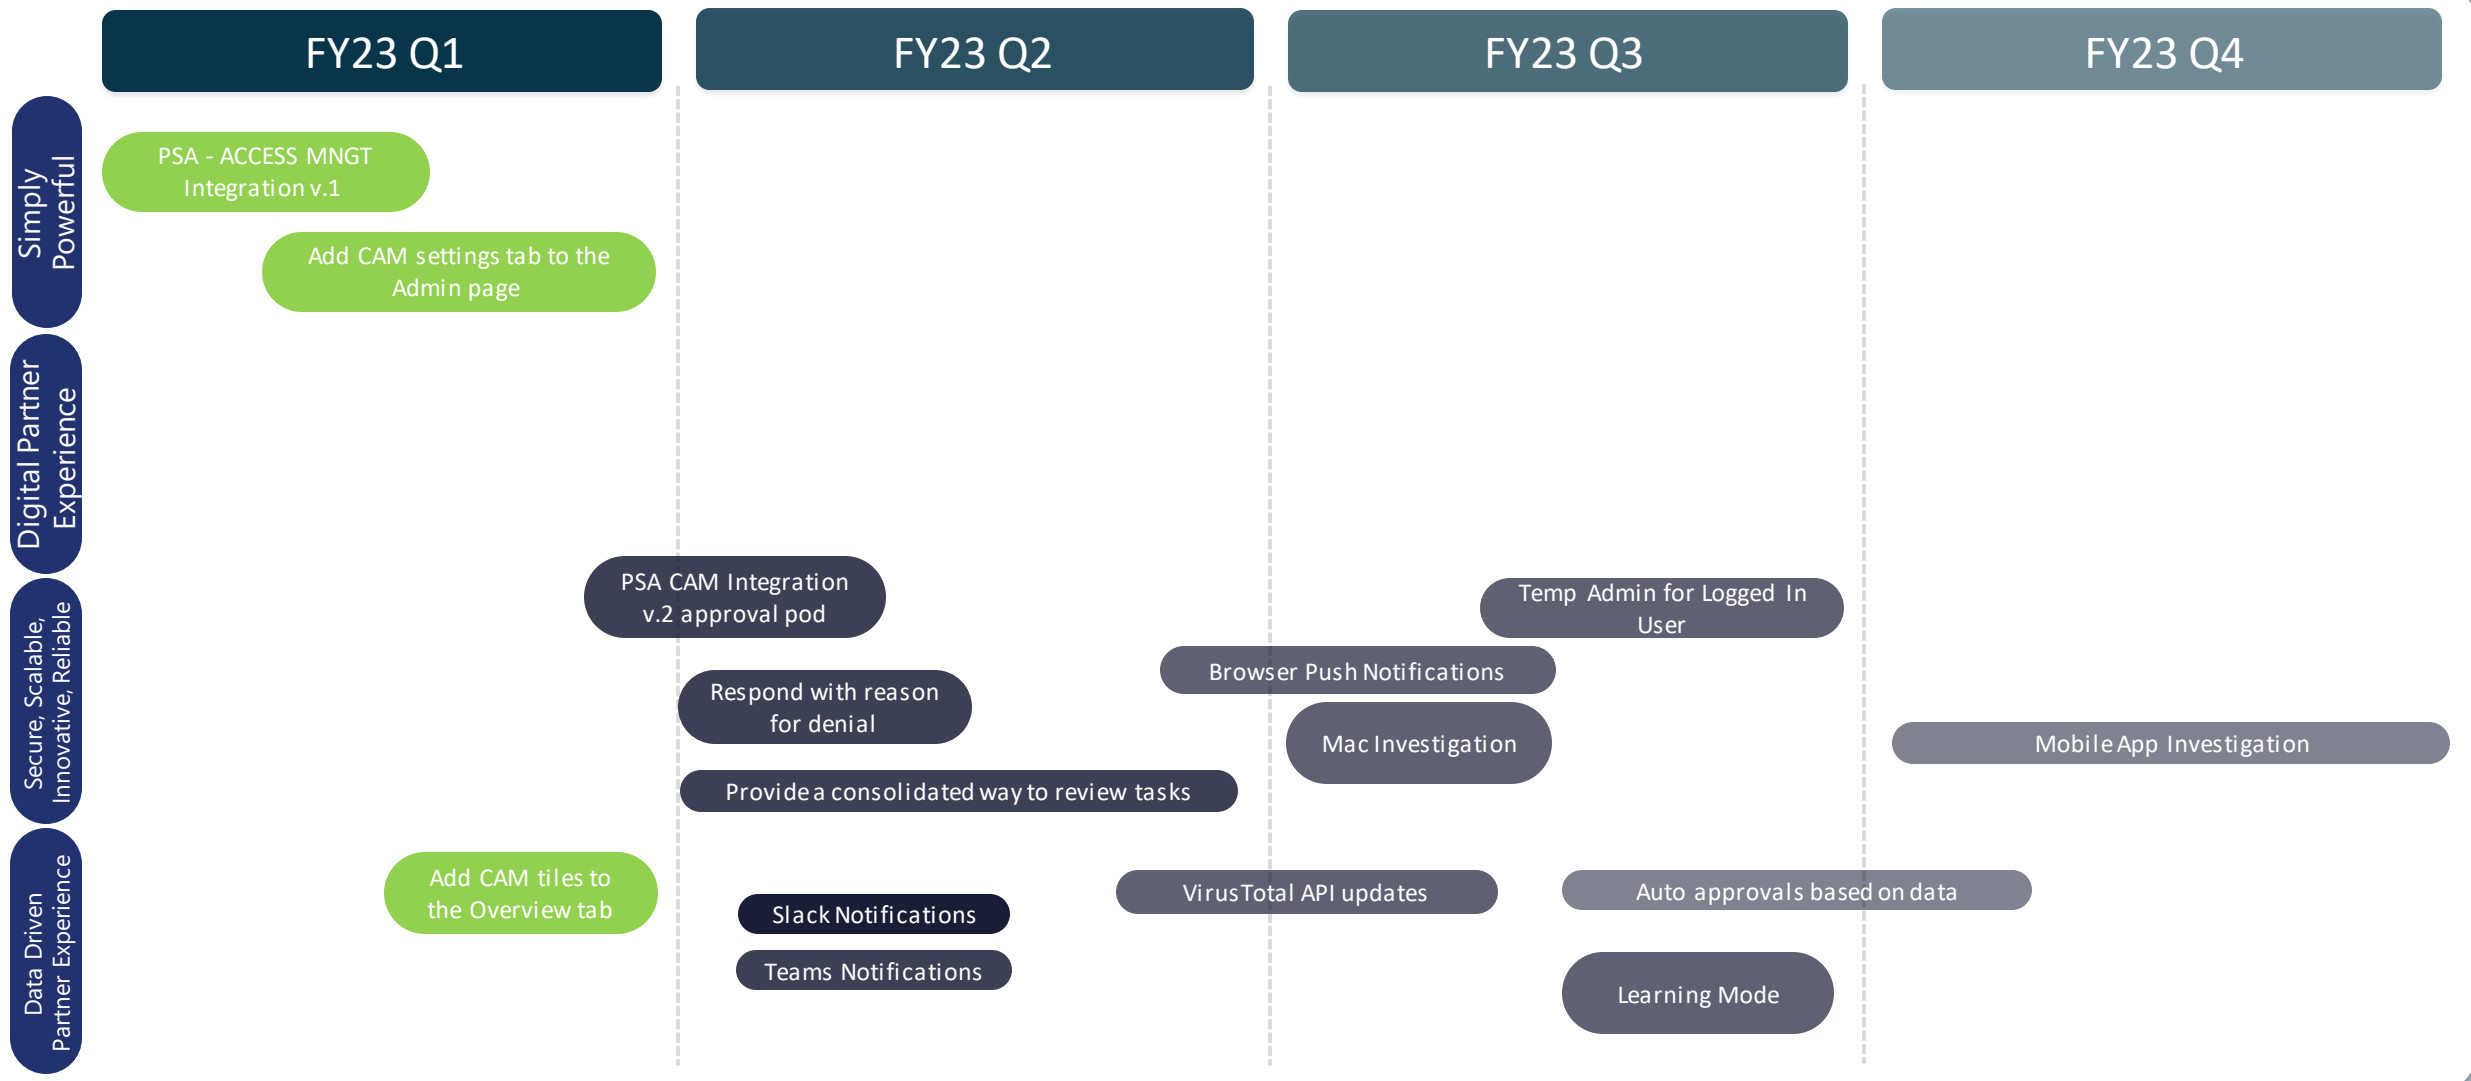 FY23 Q1
FY23 Q2
FY23 Q3
FY23 Q4
Simply
Powerful
PSA - ACCESS MNGT
Integration v.1
Add CAM settings tab to the
Admin page
Digital Partner
Experience
Secure, Scalable,
Innovative, Reliable
PSA CAM Integration
v.2 approval pod
Temp Admin for Logged In
User
Browser Push Notifications
Respond with reason
for denial
Mac Investigation
Mobile App Investigation
Provide a consolidated way to review tasks
Data Driven
Partner Experience
Add CAM tiles to
the Overview tab
VirusTotal API updates
Auto approvals based on data
Slack Notifications
Teams Notifications
Learning Mode